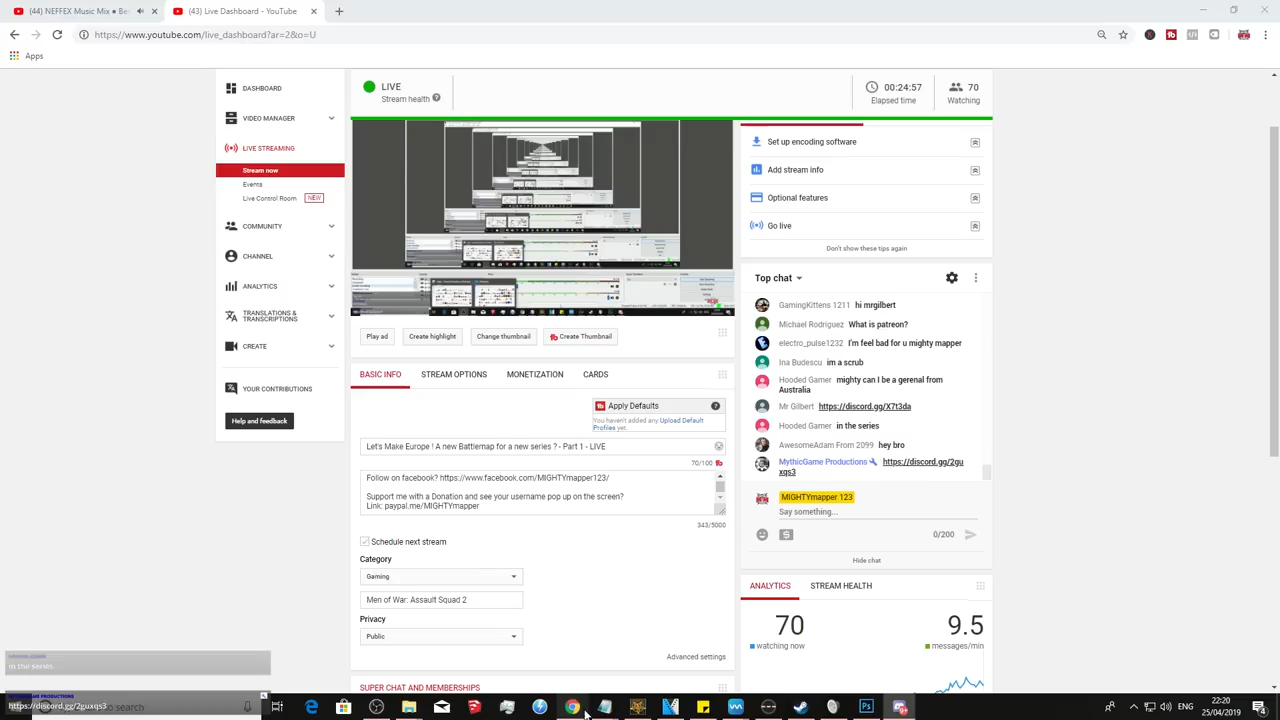 (44) NEFFEX Music Mix ● Be
(43) Live Dashboard - YouTube
https://www.youtube.com/live_dashboard?ar=2&o=U
Apps
DASHBOARD
VIDEO MANAGER
LIVE STREAMING
Stream now
Events
Live Control Room NEW
COMMUNITY
CHANNEL
ANALYTICS
TRANSLATIONS &
TRANSCRIPTIONS
CREATE
YOUR CONTRIBUTIONS
Help and feedback
LIVE
Stream health
00:24:57
Elapsed time
70
Watching
Play ad
Create highlight
Change thumbnail
Create Thumbnail
BASIC INFO
STREAM OPTIONS
MONETIZATION
CARDS
Apply Defaults
You haven't added any Upload Default
Profiles yet.
Let's Make Europe ! A new Battlemap for a new series ? - Part 1 - LIVE
70/100
Follow on facebook? https://www.facebook.com/MIGHTYmapper123/
Support me with a Donation and see your username pop up on the screen?
Link: paypal.me/MIGHTYmapper
343/5000
Schedule next stream
Category
Gaming
Men of War: Assault Squad 2
Privacy
Public
Advanced settings
SUPER CHAT AND MEMBERSHIPS
Set up encoding software
Add stream info
Optional features
Go live
Don't show these tips again
Top chat
GamingKittens 1211 hi mrgilbert
Michael Rodriguez What is patreon?
electro_pulse1232 I'm feel bad for u mighty mapper
Ina Budescu im a scrub
Hooded Gamer mighty can I be a gerenal from
Australia
Mr Gilbert https://discord.gg/X7t3da
Hooded Gamer in the series
AwesomeAdam From 2099 hey bro
MythicGame Productions https://discord.gg/2gu
xqs3
MIGHTYmapper 123
Say something...
0/200
Hide chat
ANALYTICS
STREAM HEALTH
70
watching now
9.5
messages/min
in the series
https://discord.gg/2guxqs3
search
ENG
22:20
25/04/2019